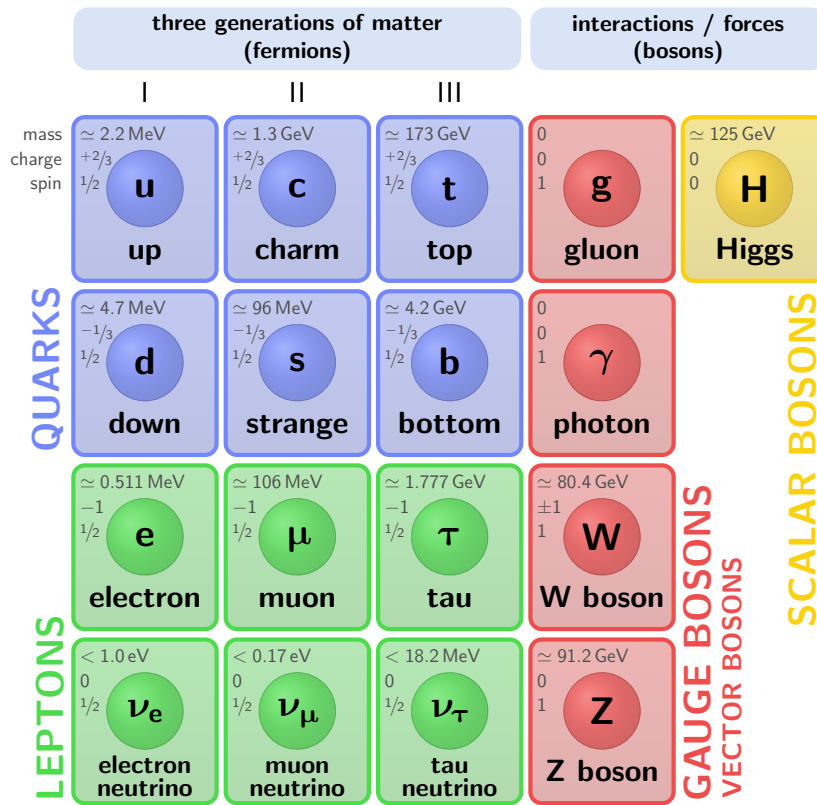 three generations of matter
(fermions)
interactions / forces
(bosons)
I
II
III
mass
charge
spin
≃ 2.2 MeV
+2/3
1/2
u
up
≃ 1.3 GeV
+2/3
1/2
c
charm
≃ 173 GeV
+2/3
1/2
t
top
0
0
1
g
gluon
≃ 125 GeV
0
0
H
Higgs
QUARKS
≃ 4.7 MeV
−1/3
1/2
d
down
≃ 96 MeV
−1/3
1/2
s
strange
≃ 4.2 GeV
−1/3
1/2
b
bottom
0
0
1
γ
photon
SCALAR BOSONS
LEPTONS
≃ 0.511 MeV
−1
1/2
e
electron
≃ 106 MeV
−1
1/2
μ
muon
≃ 1.777 GeV
−1
1/2
τ
tau
≃ 80.4 GeV
±1
1
W
W boson
GAUGE BOSONS
VECTOR BOSONS
< 1.0 eV
0
1/2
νe
electron
neutrino
< 0.17 eV
0
1/2
νμ
muon
neutrino
< 18.2 MeV
0
1/2
ντ
tau
neutrino
≃ 91.2 GeV
0
1
Z
Z boson